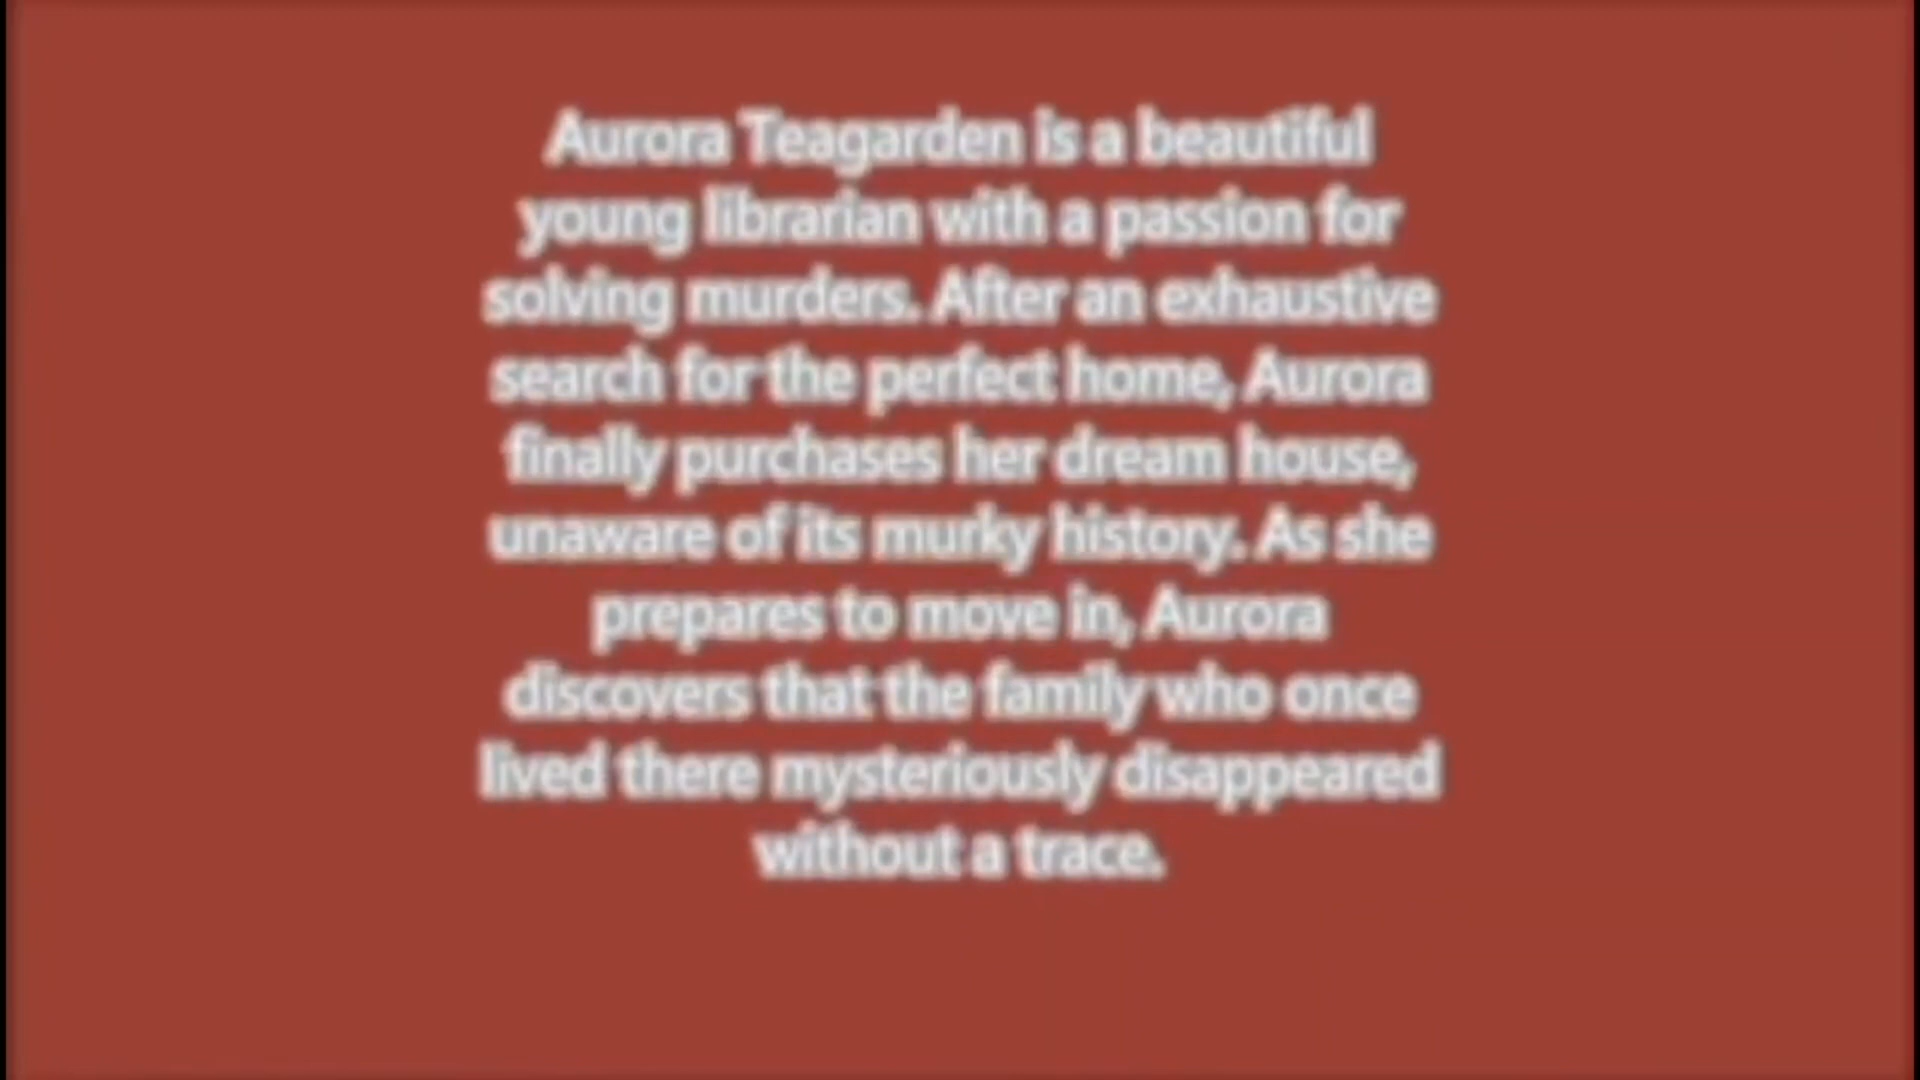 Aurora Teagarden is a beautiful
young librarian with a passion for
solving murders. After an exhaustive
search for the perfect home, Aurora
finally purchases her dream house,
unaware of its murky history. As she
prepares to move in, Aurora
discovers that the family who once
lived there mysteriously disappeared
without a trace.